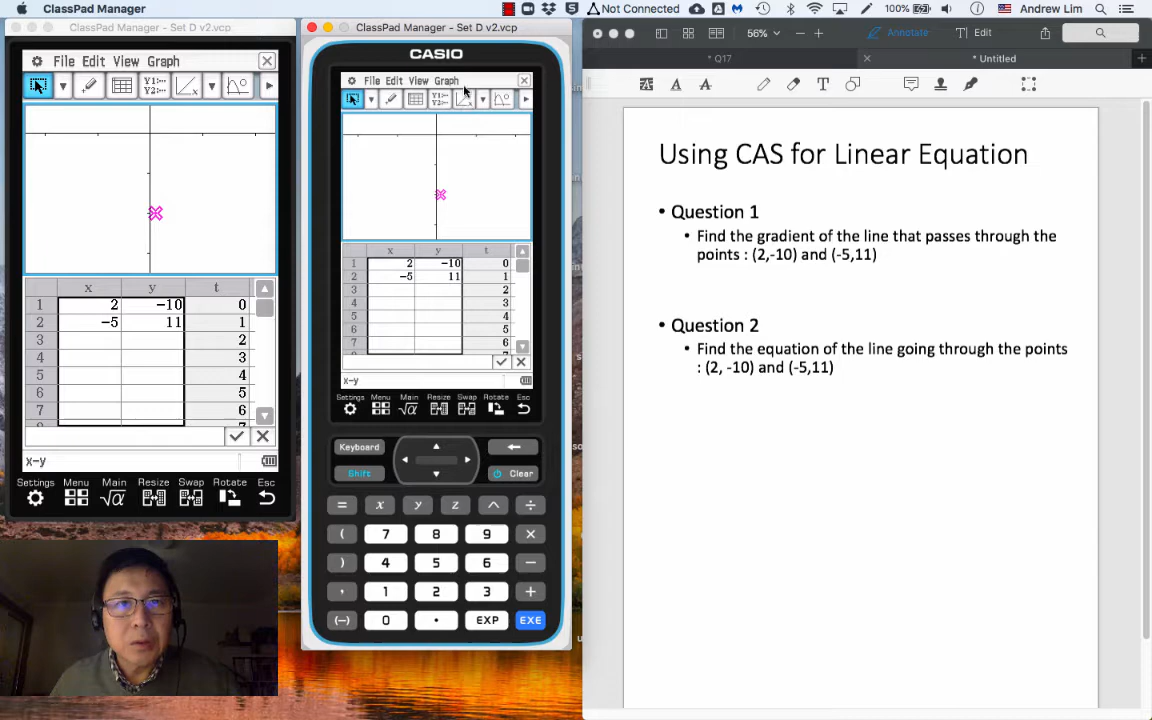 ClassPad Manager
Not Connected
100%
Andrew Lim
ClassPad Manager - Set D v2.vcp
File Edit View Graph
x y t
1 2 -10 0
2 -5 11 1
3 2
4 3
5 4
6 5
7 6
x-y
Settings Menu Main Resize Swap Rotate Esc
ClassPad Manager - Set D v2.vcp
CASIO
File Edit View Graph
x y t
1 2 -10 0
2 -5 11 1
3 2
4 3
5 4
6 5
7 6
x-y
Settings Menu Main Resize Swap Rotate Esc
Keyboard
Shift Clear
= x y z ^ ÷
( 7 8 9 ×
) 4 5 6 −
, 1 2 3 +
(−) 0 • EXP EXE
56% Annotate Edit
* Q17 * Untitled
Using CAS for Linear Equation
• Question 1
• Find the gradient of the line that passes through the
points : (2,-10) and (-5,11)
• Question 2
• Find the equation of the line going through the points
: (2, -10) and (-5,11)